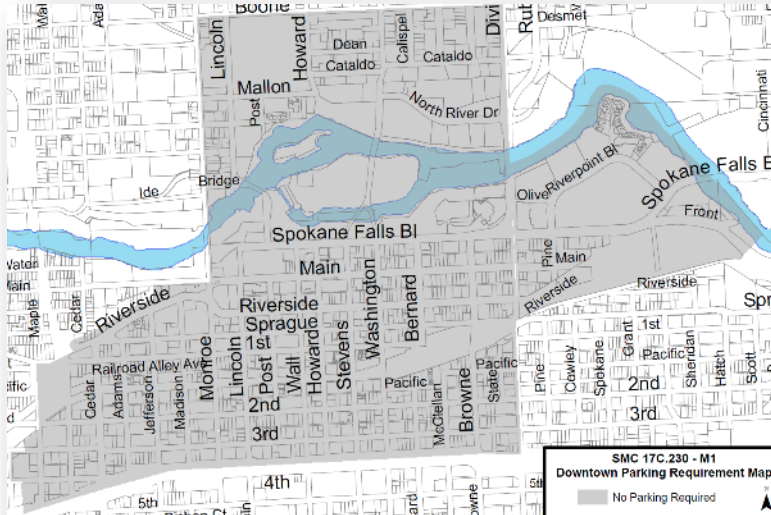 Boone
Desmet
Lincoln
Howard
Dean
Calispel
Cataldo
Cataldo
Mallon
Post
North River Dr
Cincinnati
Bridge
Ide
Olive
Riverpoint Bl
Spokane Falls B
Front
Spokane Falls Bl
Main
Pine
Main
Water
Main
Riverside
Riverside
Riverside
Riverside
Maple
Cedar
Washington
Bernard
Sprague
1st
Stevens
Howard
Wall
Post
Lincoln
Monroe
Railroad Alley Ave
Cedar
Adams
Jefferson
Madison
Pacific
Pacific
McClellan
Browne
State
2nd
3rd
Pine
Cowley
Spokane
Grant
1st
Pacific
2nd
3rd
Sheridan
Hatch
Scott
4th
5th
SMC 17C.230 - M1
Downtown Parking Requirement Map
No Parking Required